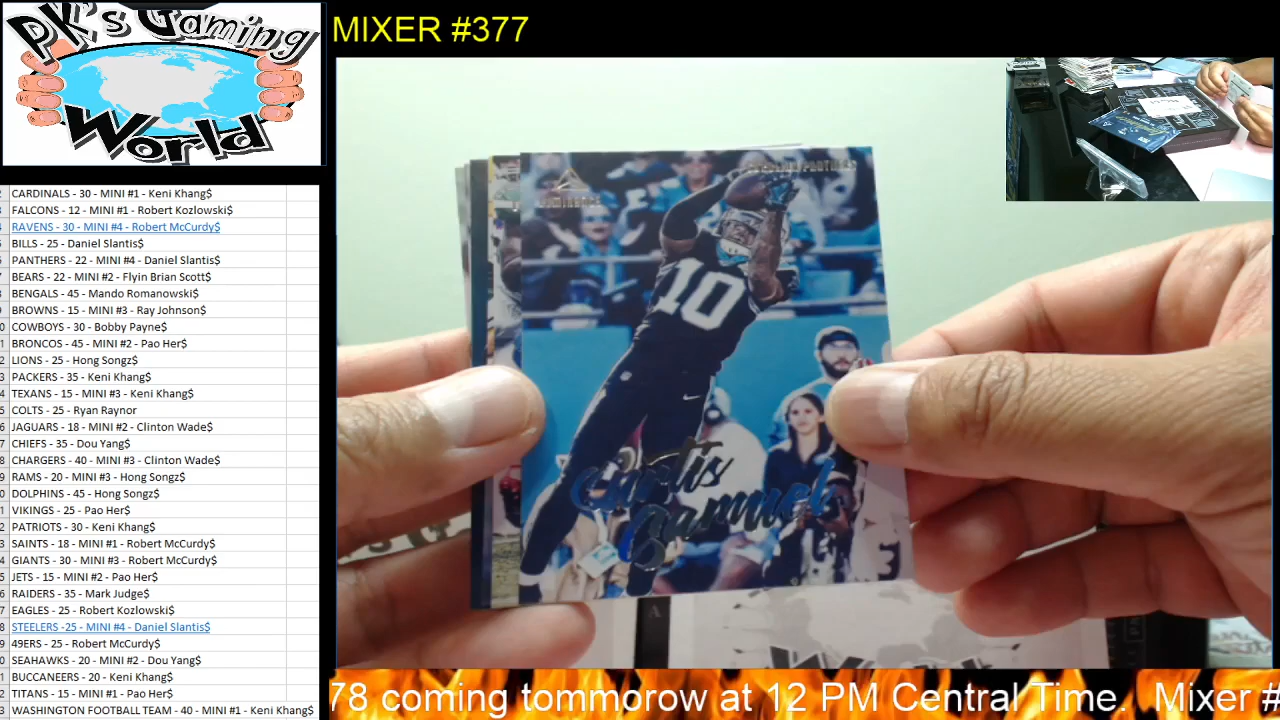 PK's Gaming
World
MIXER #377
CARDINALS - 30 - MINI #1 - Keni Khang$
FALCONS - 12 - MINI #1 - Robert Kozlowski$
RAVENS - 30 - MINI #4 - Robert McCurdy$
BILLS - 25 - Daniel Slantis$
PANTHERS - 22 - MINI #4 - Daniel Slantis$
BEARS - 22 - MINI #2 - Flyin Brian Scott$
BENGALS - 45 - Mando Romanowski$
BROWNS - 15 - MINI #3 - Ray Johnson$
COWBOYS - 30 - Bobby Payne$
BRONCOS - 45 - MINI #2 - Pao Her$
LIONS - 25 - Hong Songz$
PACKERS - 35 - Keni Khang$
TEXANS - 15 - MINI #3 - Keni Khang$
COLTS - 25 - Ryan Raynor
JAGUARS - 18 - MINI #2 - Clinton Wade$
CHIEFS - 35 - Dou Yang$
CHARGERS - 40 - MINI #3 - Clinton Wade$
RAMS - 20 - MINI #3 - Hong Songz$
DOLPHINS - 45 - Hong Songz$
VIKINGS - 25 - Pao Her$
PATRIOTS - 30 - Keni Khang$
SAINTS - 18 - MINI #1 - Robert McCurdy$
GIANTS - 30 - MINI #3 - Robert McCurdy$
JETS - 15 - MINI #2 - Pao Her$
RAIDERS - 35 - Mark Judge$
EAGLES - 25 - Robert Kozlowski$
STEELERS -25 - MINI #4 - Daniel Slantis$
49ERS - 25 - Robert McCurdy$
SEAHAWKS - 20 - MINI #2 - Dou Yang$
BUCCANEERS - 20 - Keni Khang$
TITANS - 15 - MINI #1 - Pao Her$
WASHINGTON FOOTBALL TEAM - 40 - MINI #1 - Keni Khang$
CAROLINA PANTHERS
LUMINANCE
10
Curtis
Samuel
78 coming tommorow at 12 PM Central Time. Mixer #